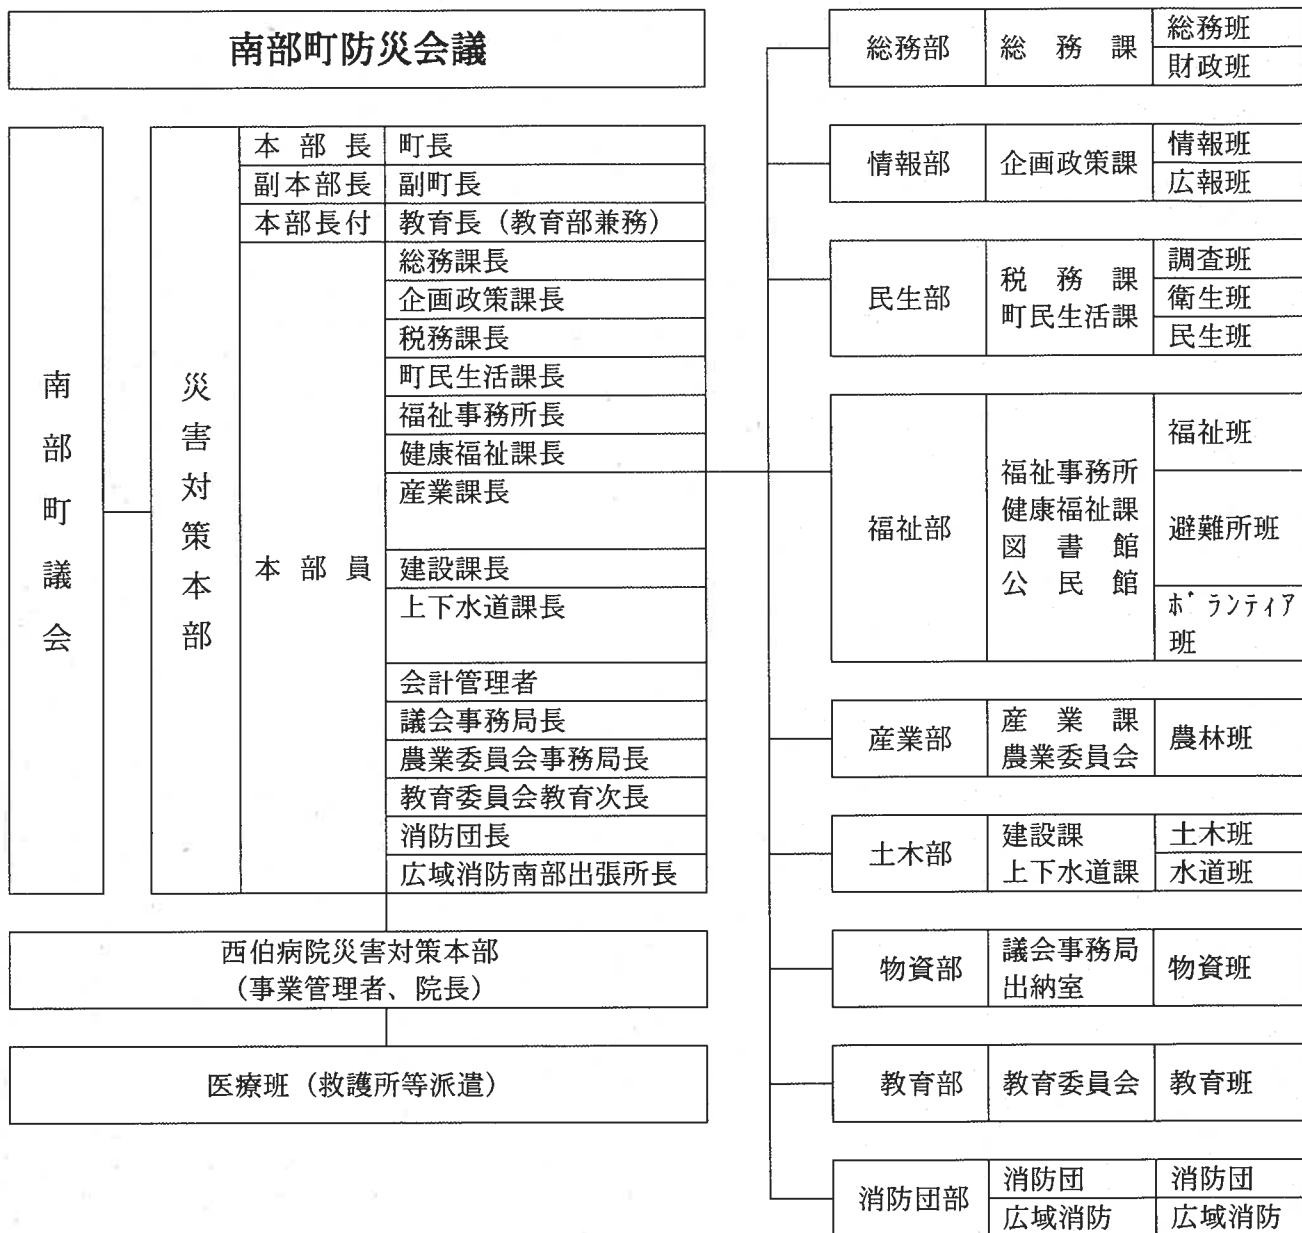 南部町防災会議
南部町議会
災害対策本部
本部長 町長
副本部長 副町長
本部長付 教育長（教育部兼務）
本部員
総務課長
企画政策課長
税務課長
町民生活課長
福祉事務所長
健康福祉課長
産業課長
建設課長
上下水道課長
会計管理者
議会事務局長
農業委員会事務局長
教育委員会教育次長
消防団長
広域消防南部出張所長
西伯病院災害対策本部
（事業管理者、院長）
医療班（救護所等派遣）
総務部
総務課
総務班
財政班
情報部
企画政策課
情報班
広報班
民生部
税務課
町民生活課
調査班
衛生班
民生班
福祉部
福祉事務所
健康福祉課
図書館
公民館
福祉班
避難所班
ﾎﾞﾗﾝﾃｨｱ
班
産業部
産業課
農業委員会
農林班
土木部
建設課
上下水道課
土木班
水道班
物資部
議会事務局
出納室
物資班
教育部
教育委員会
教育班
消防団部
消防団
広域消防
消防団
広域消防